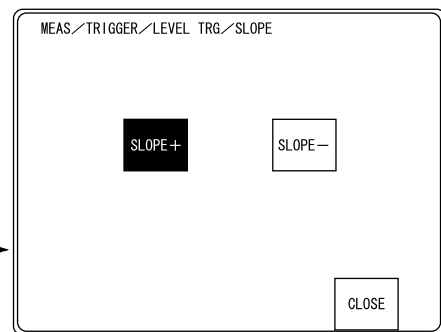 MEAS／TRIGGER／LEVEL TRG／SLOPE
SLOPE＋ SLOPE－
CLOSE